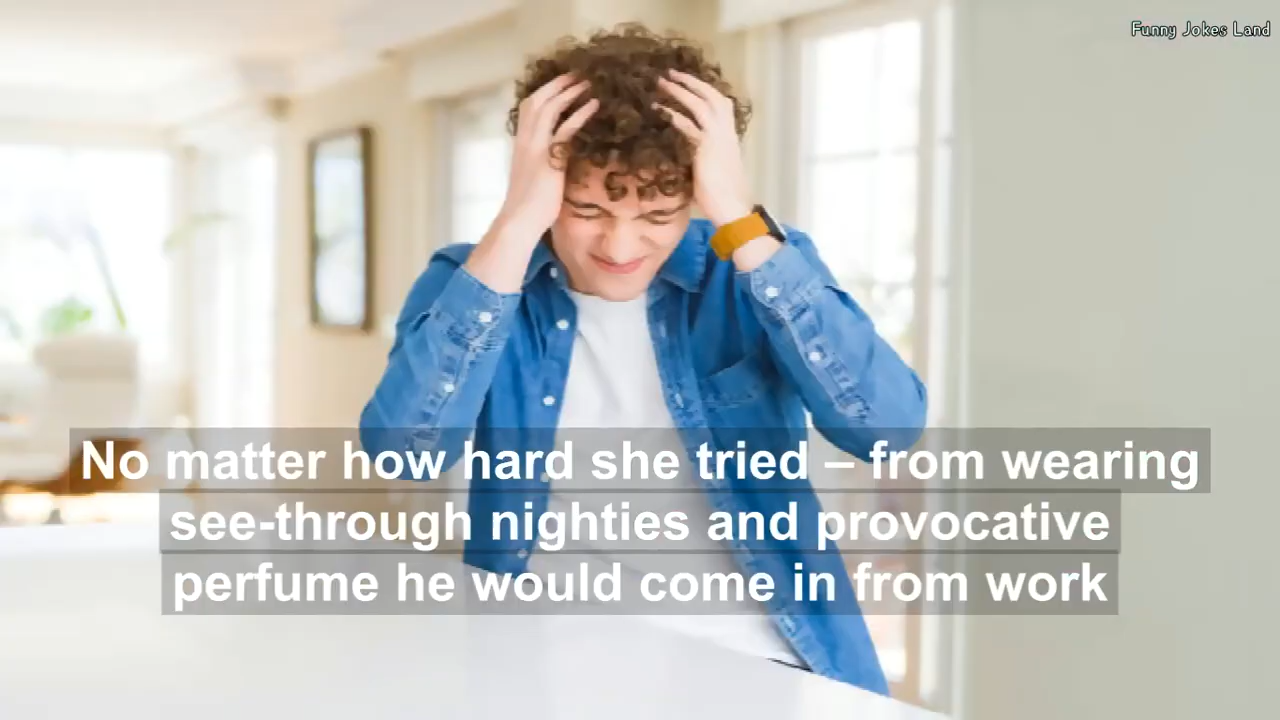 Funny Jokes Land
No matter how hard she tried – from wearing
see-through nighties and provocative
perfume he would come in from work